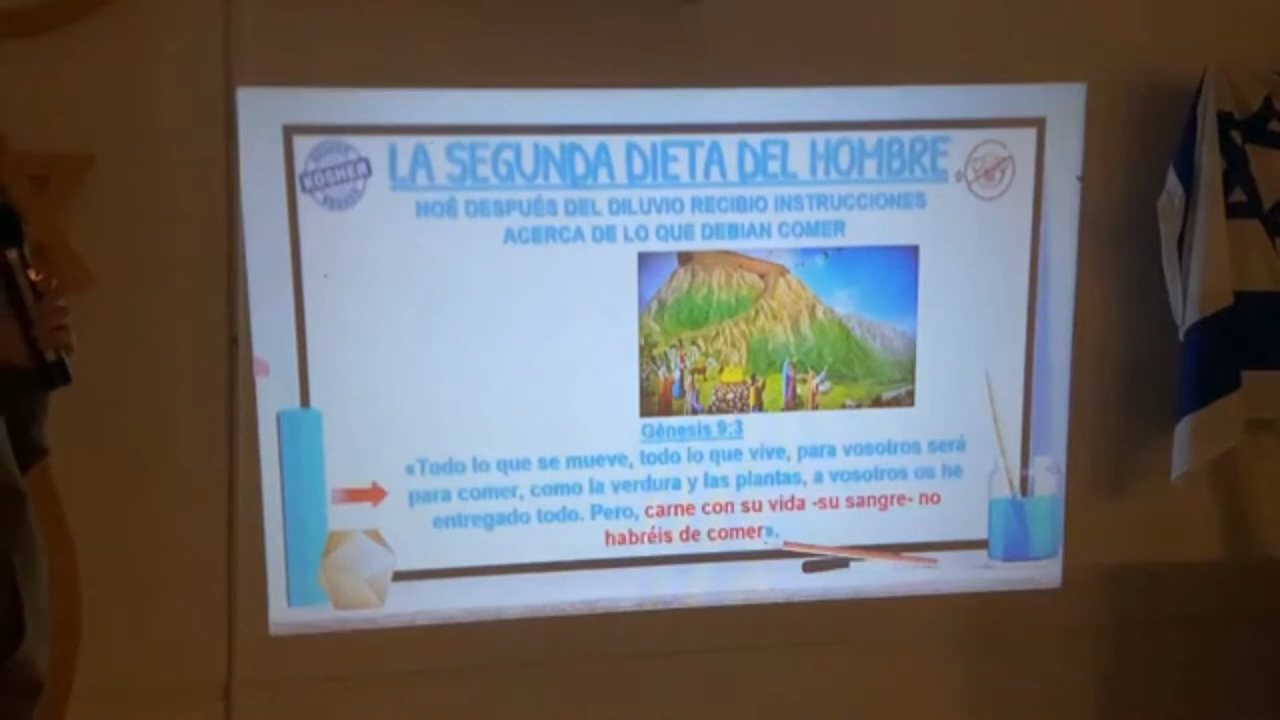 KOSHER
LA SEGUNDA DIETA DEL HOMBRE
NOÉ DESPUÉS DEL DILUVIO RECIBIO INSTRUCCIONES
ACERCA DE LO QUE DEBIAN COMER
Génesis 9:3
«Todo lo que se mueve, todo lo que vive, para vosotros será
para comer, como la verdura y las plantas, a vosotros os he
entregado todo. Pero, carne con su vida -su sangre- no
habréis de comer».